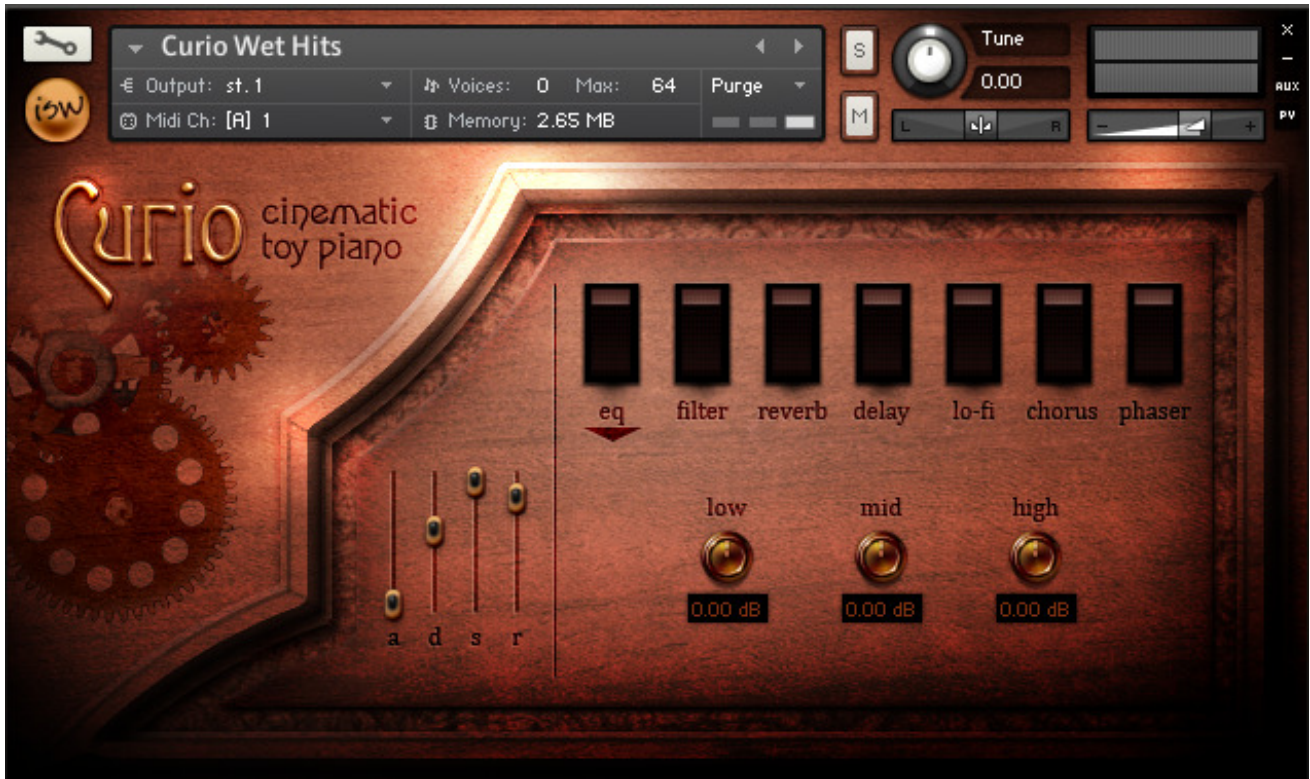 Curio Wet Hits
S
Tune
×
–
Output: st. 1
Voices: 0 Max: 64
Purge
0.00
AUX
isw
Midi Ch: [A] 1
Memory: 2.65 MB
M
L
R
–
+
PV
Curio
cinematic
toy piano
eq filter reverb delay lo-fi chorus phaser
low mid high
0.00 dB 0.00 dB 0.00 dB
a d s r